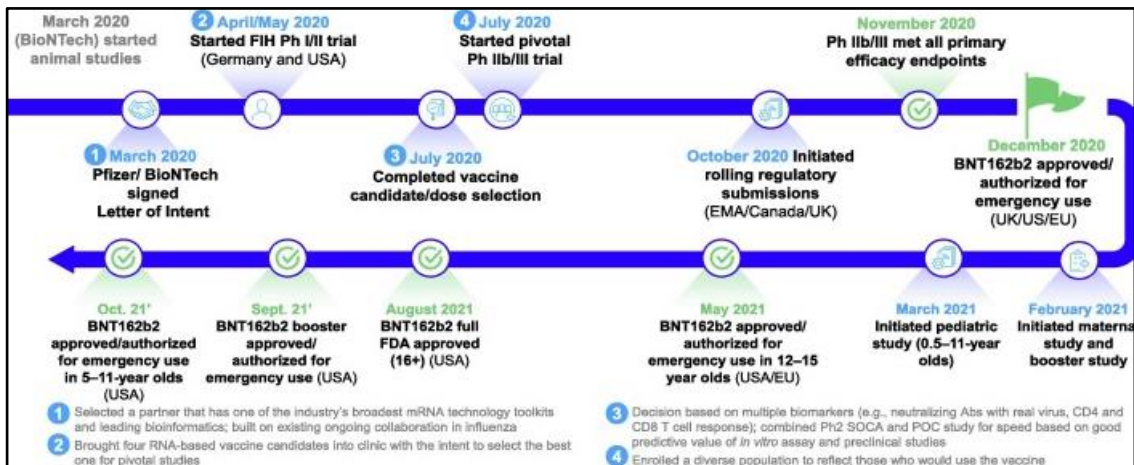 March 2020
(BioNTech) started
animal studies
2 April/May 2020
Started FIH Ph I/II trial
(Germany and USA)
4 July 2020
Started pivotal
Ph IIb/III trial
November 2020
Ph IIb/III met all primary
efficacy endpoints
1 March 2020
Pfizer/ BioNTech
signed
Letter of Intent
3 July 2020
Completed vaccine
candidate/dose selection
October 2020 Initiated
rolling regulatory
submissions
(EMA/Canada/UK)
December 2020
BNT162b2 approved/
authorized for
emergency use
(UK/US/EU)
Oct. 21'
BNT162b2
approved/authorized
for emergency use
in 5–11-year olds
(USA)
Sept. 21'
BNT162b2 booster
approved/
authorized for
emergency use (USA)
August 2021
BNT162b2 full
FDA approved
(16+) (USA)
May 2021
BNT162b2 approved/
authorized for
emergency use in 12–15
year olds (USA/EU)
March 2021
Initiated pediatric
study (0.5–11-year
olds)
February 2021
Initiated maternal
study and
booster study
1 Selected a partner that has one of the industry's broadest mRNA technology toolkits
and leading bioinformatics; built on existing ongoing collaboration in influenza
2 Brought four RNA-based vaccine candidates into clinic with the intent to select the best
one for pivotal studies
3 Decision based on multiple biomarkers (e.g., neutralizing Abs with real virus, CD4 and
CD8 T cell response); combined Ph2 SOCA and POC study for speed based on good
predictive value of in vitro assay and preclinical studies
4 Enrolled a diverse population to reflect those who would use the vaccine